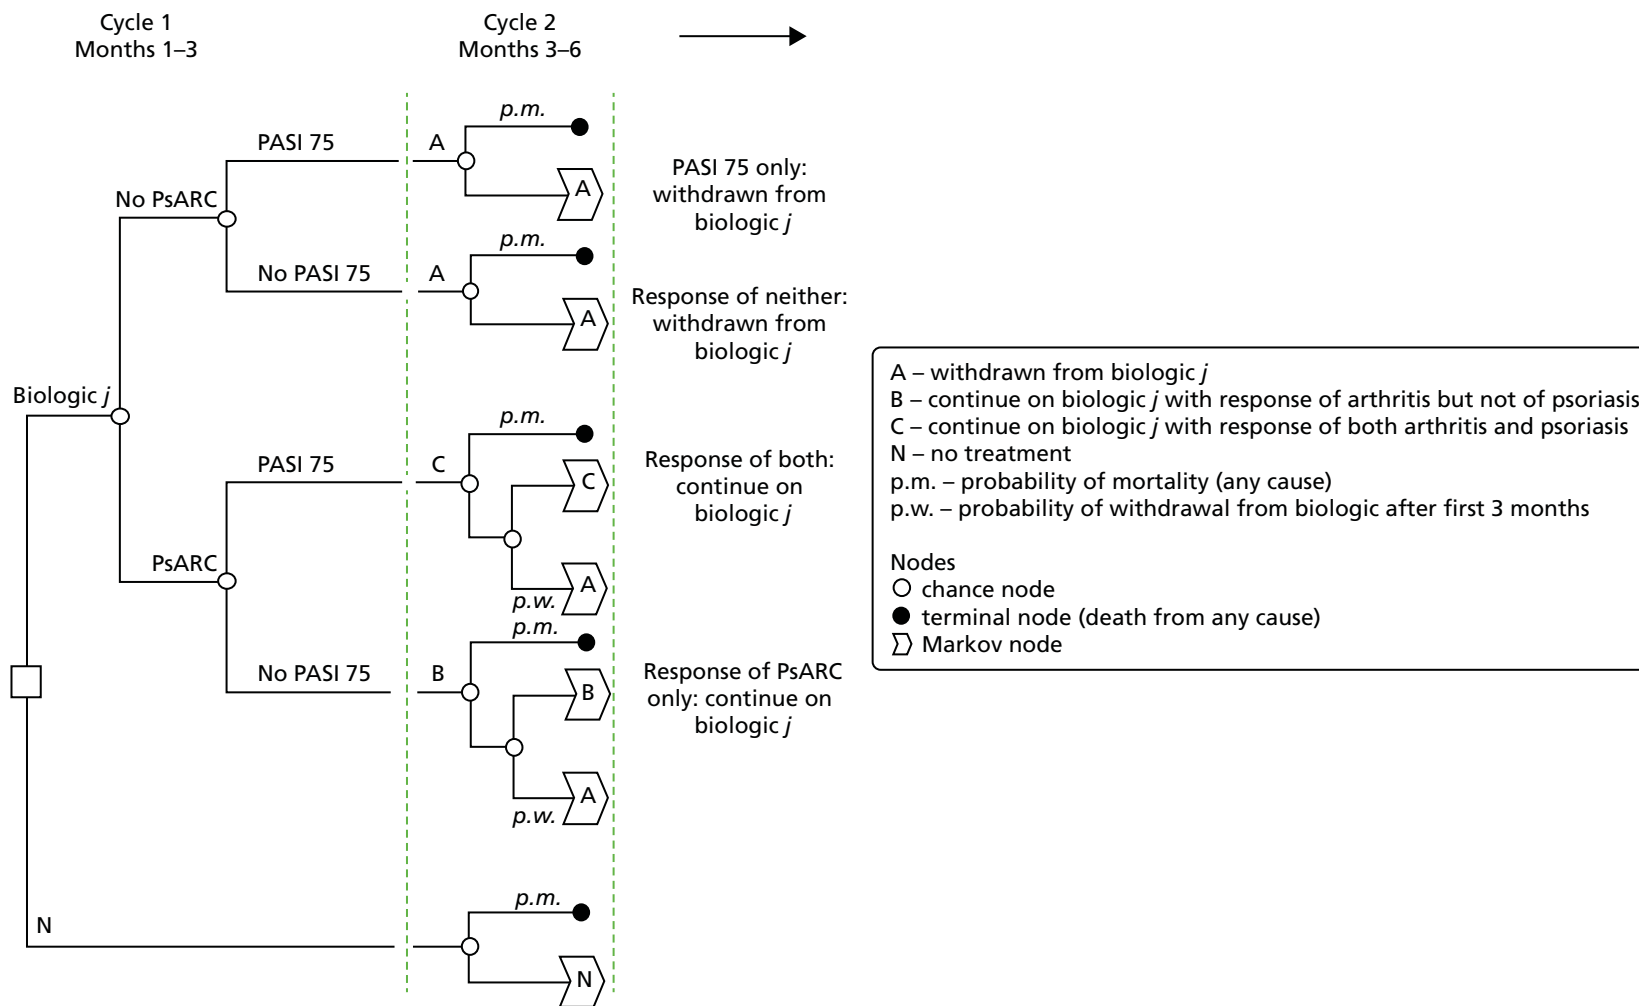 Cycle 1
Months 1–3
Cycle 2
Months 3–6
p.m.
PASI 75
A
A
PASI 75 only:
withdrawn from
biologic j
No PsARC
p.m.
No PASI 75
A
A
Response of neither:
withdrawn from
biologic j
Biologic j
p.m.
PASI 75
C
C
Response of both:
continue on
biologic j
PsARC
A
p.w.
p.m.
No PASI 75
B
B
Response of PsARC
only: continue on
biologic j
A
p.w.
p.m.
N
N
A – withdrawn from biologic j
B – continue on biologic j with response of arthritis but not of psoriasis
C – continue on biologic j with response of both arthritis and psoriasis
N – no treatment
p.m. – probability of mortality (any cause)
p.w. – probability of withdrawal from biologic after first 3 months
Nodes
chance node
terminal node (death from any cause)
Markov node